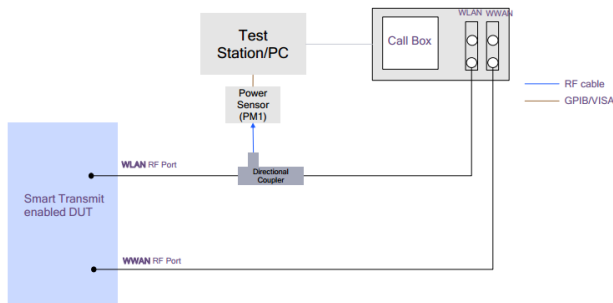 WLAN WWAN
Test
Station/PC
Call Box
Power
Sensor
(PM1)
RF cable
GPIB/VISA
Directional
Coupler
WLAN RF Port
Smart Transmit
enabled DUT
WWAN RF Port